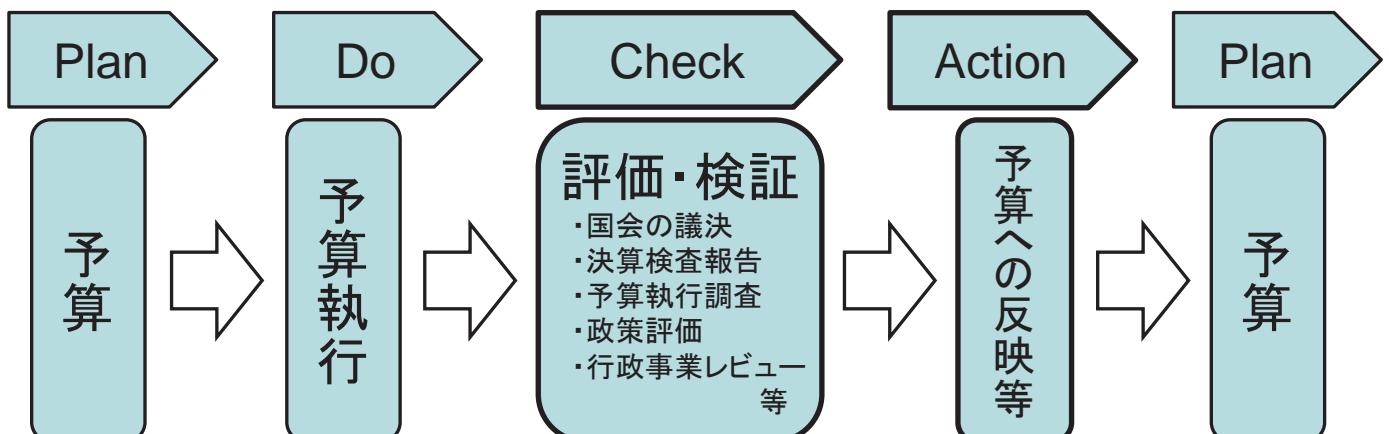 Plan
Do
Check
Action
Plan
予算
予算執行
評価・検証
・国会の議決
・決算検査報告
・予算執行調査
・政策評価
・行政事業レビュー
等
予算への反映等
予算